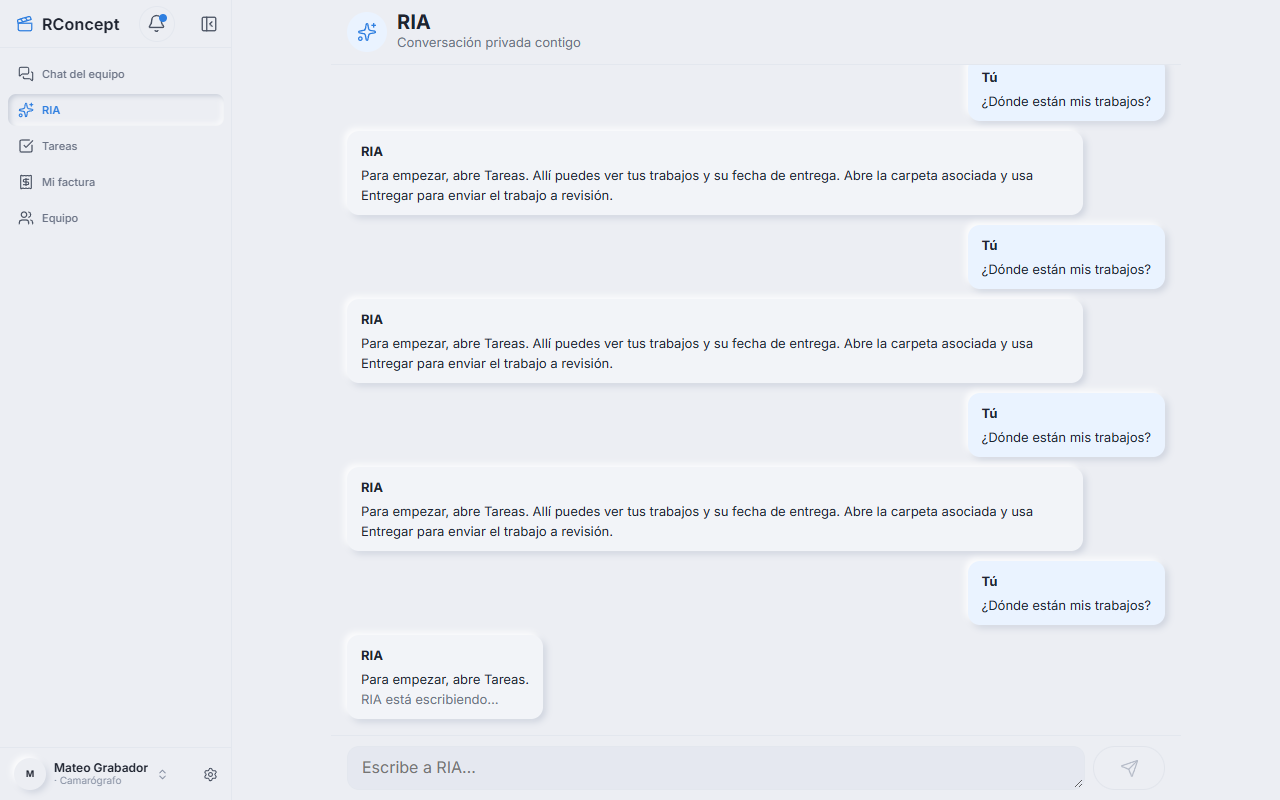 RConcept
Chat del equipo
RIA
Tareas
Mi factura
Equipo
Mateo Grabador
· Camarógrafo
M
RIA
Conversación privada contigo
Tú
¿Dónde están mis trabajos?
RIA
Para empezar, abre Tareas. Allí puedes ver tus trabajos y su fecha de entrega. Abre la carpeta asociada y usa
Entregar para enviar el trabajo a revisión.
Tú
¿Dónde están mis trabajos?
RIA
Para empezar, abre Tareas. Allí puedes ver tus trabajos y su fecha de entrega. Abre la carpeta asociada y usa
Entregar para enviar el trabajo a revisión.
Tú
¿Dónde están mis trabajos?
RIA
Para empezar, abre Tareas. Allí puedes ver tus trabajos y su fecha de entrega. Abre la carpeta asociada y usa
Entregar para enviar el trabajo a revisión.
Tú
¿Dónde están mis trabajos?
RIA
Para empezar, abre Tareas.
RIA está escribiendo...
Escribe a RIA...